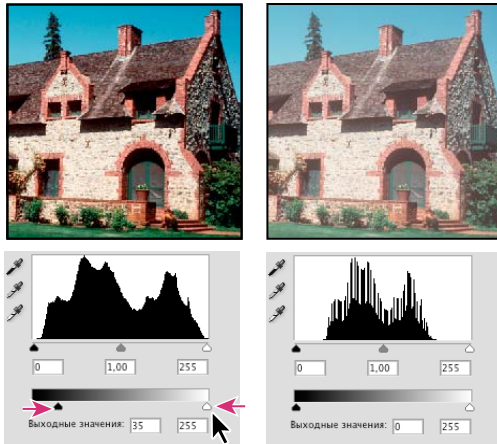 0 1,00 255
Выходные значения: 35 255
0 1,00 255
Выходные значения: 0 255